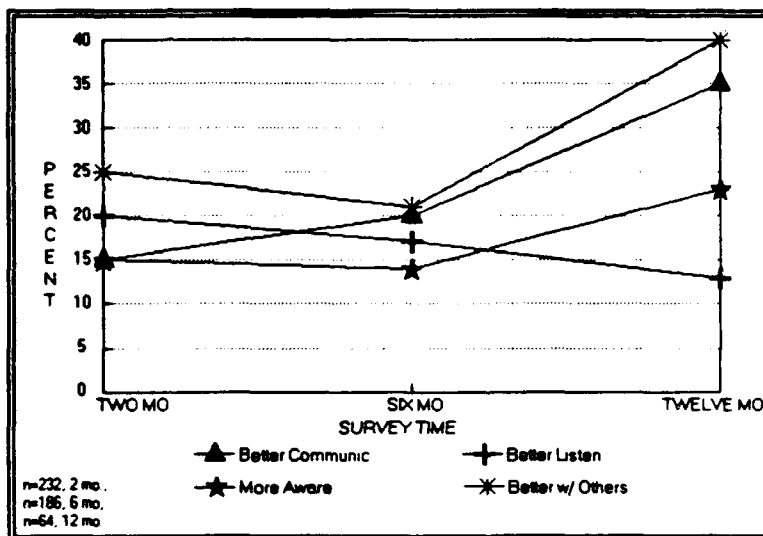 40
35
30
25
20
15
10
5
0
PERCENT
TWO MO SIX MO TWELVE MO
SURVEY TIME
Better Communic Better Listen
More Aware Better w/ Others
n=232, 2 mo.,
n=186, 6 mo.
n=64, 12 mo.